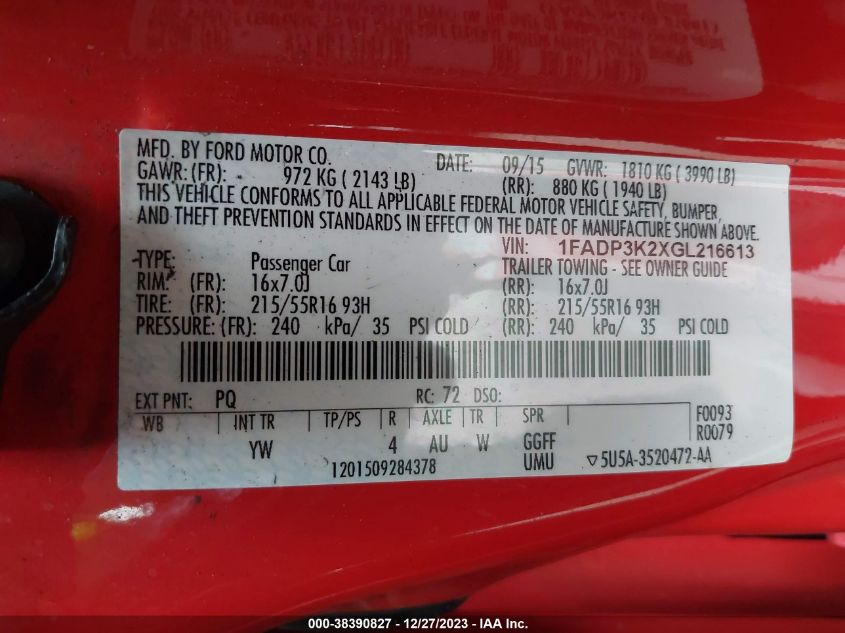 MFD. BY FORD MOTOR CO.
DATE: 09/15 GVWR: 1810 KG ( 3990 LB)
GAWR: (FR): 972 KG ( 2143 LB) (RR): 880 KG ( 1940 LB)
THIS VEHICLE CONFORMS TO ALL APPLICABLE FEDERAL MOTOR VEHICLE SAFETY, BUMPER,
AND THEFT PREVENTION STANDARDS IN EFFECT ON THE DATE OF MANUFACTURE SHOWN ABOVE.
VIN: 1FADP3K2XGL216613
TYPE: Passenger Car TRAILER TOWING - SEE OWNER GUIDE
RIM: (FR): 16x7.0J (RR): 16x7.0J
TIRE: (FR): 215/55R16 93H (RR): 215/55R16 93H
PRESSURE: (FR): 240 kPa/ 35 PSI COLD (RR): 240 kPa/ 35 PSI COLD
EXT PNT: PQ RC: 72 DSO:
WB INT TR TP/PS R AXLE TR SPR F0093
R0079
YW 4 AU W GGFF
1201509284378 UMU ▽5U5A-3520472-AA
000-38390827 - 12/27/2023 - IAA Inc.